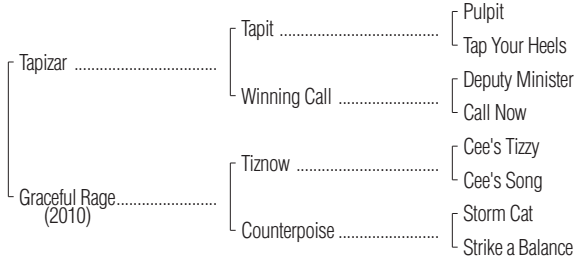 Pulpit
Tapit ......................................
Tap Your Heels
Tapizar .....................................
Deputy Minister
Winning Call ..........................
Call Now
Cee's Tizzy
Tiznow .....................................
Cee's Song
Graceful Rage..........................
(2010)
Storm Cat
Counterpoise ..........................
Strike a Balance